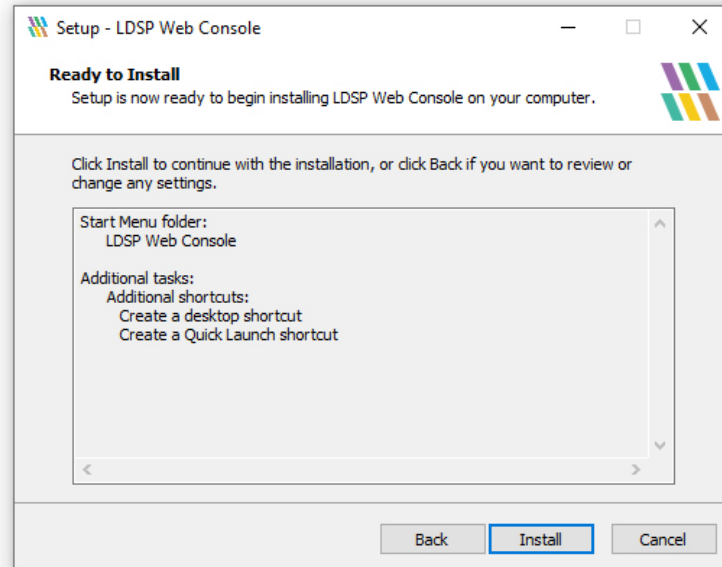 Setup - LDSP Web Console
Ready to Install
Setup is now ready to begin installing LDSP Web Console on your computer.
Click Install to continue with the installation, or click Back if you want to review or
change any settings.
Start Menu folder:
LDSP Web Console
Additional tasks:
Additional shortcuts:
Create a desktop shortcut
Create a Quick Launch shortcut
Back Install Cancel